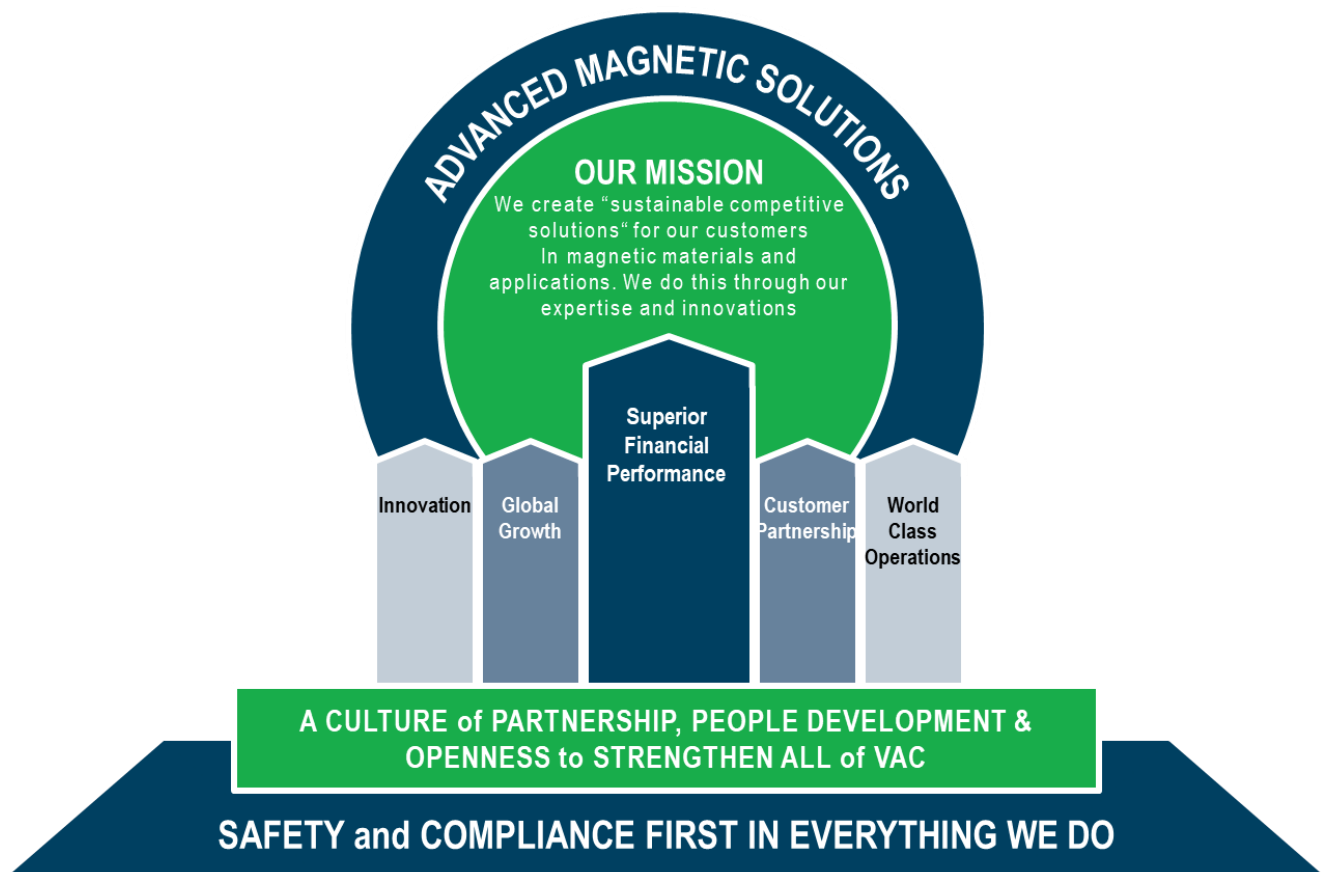 ADVANCED MAGNETIC SOLUTIONS
OUR MISSION
We create “sustainable competitive
solutions“ for our customers
In magnetic materials and
applications. We do this through our
expertise and innovations
Superior
Financial
Performance
Innovation
Global
Growth
Customer
Partnership
World
Class
Operations
A CULTURE of PARTNERSHIP, PEOPLE DEVELOPMENT &
OPENNESS to STRENGTHEN ALL of VAC
SAFETY and COMPLIANCE FIRST IN EVERYTHING WE DO